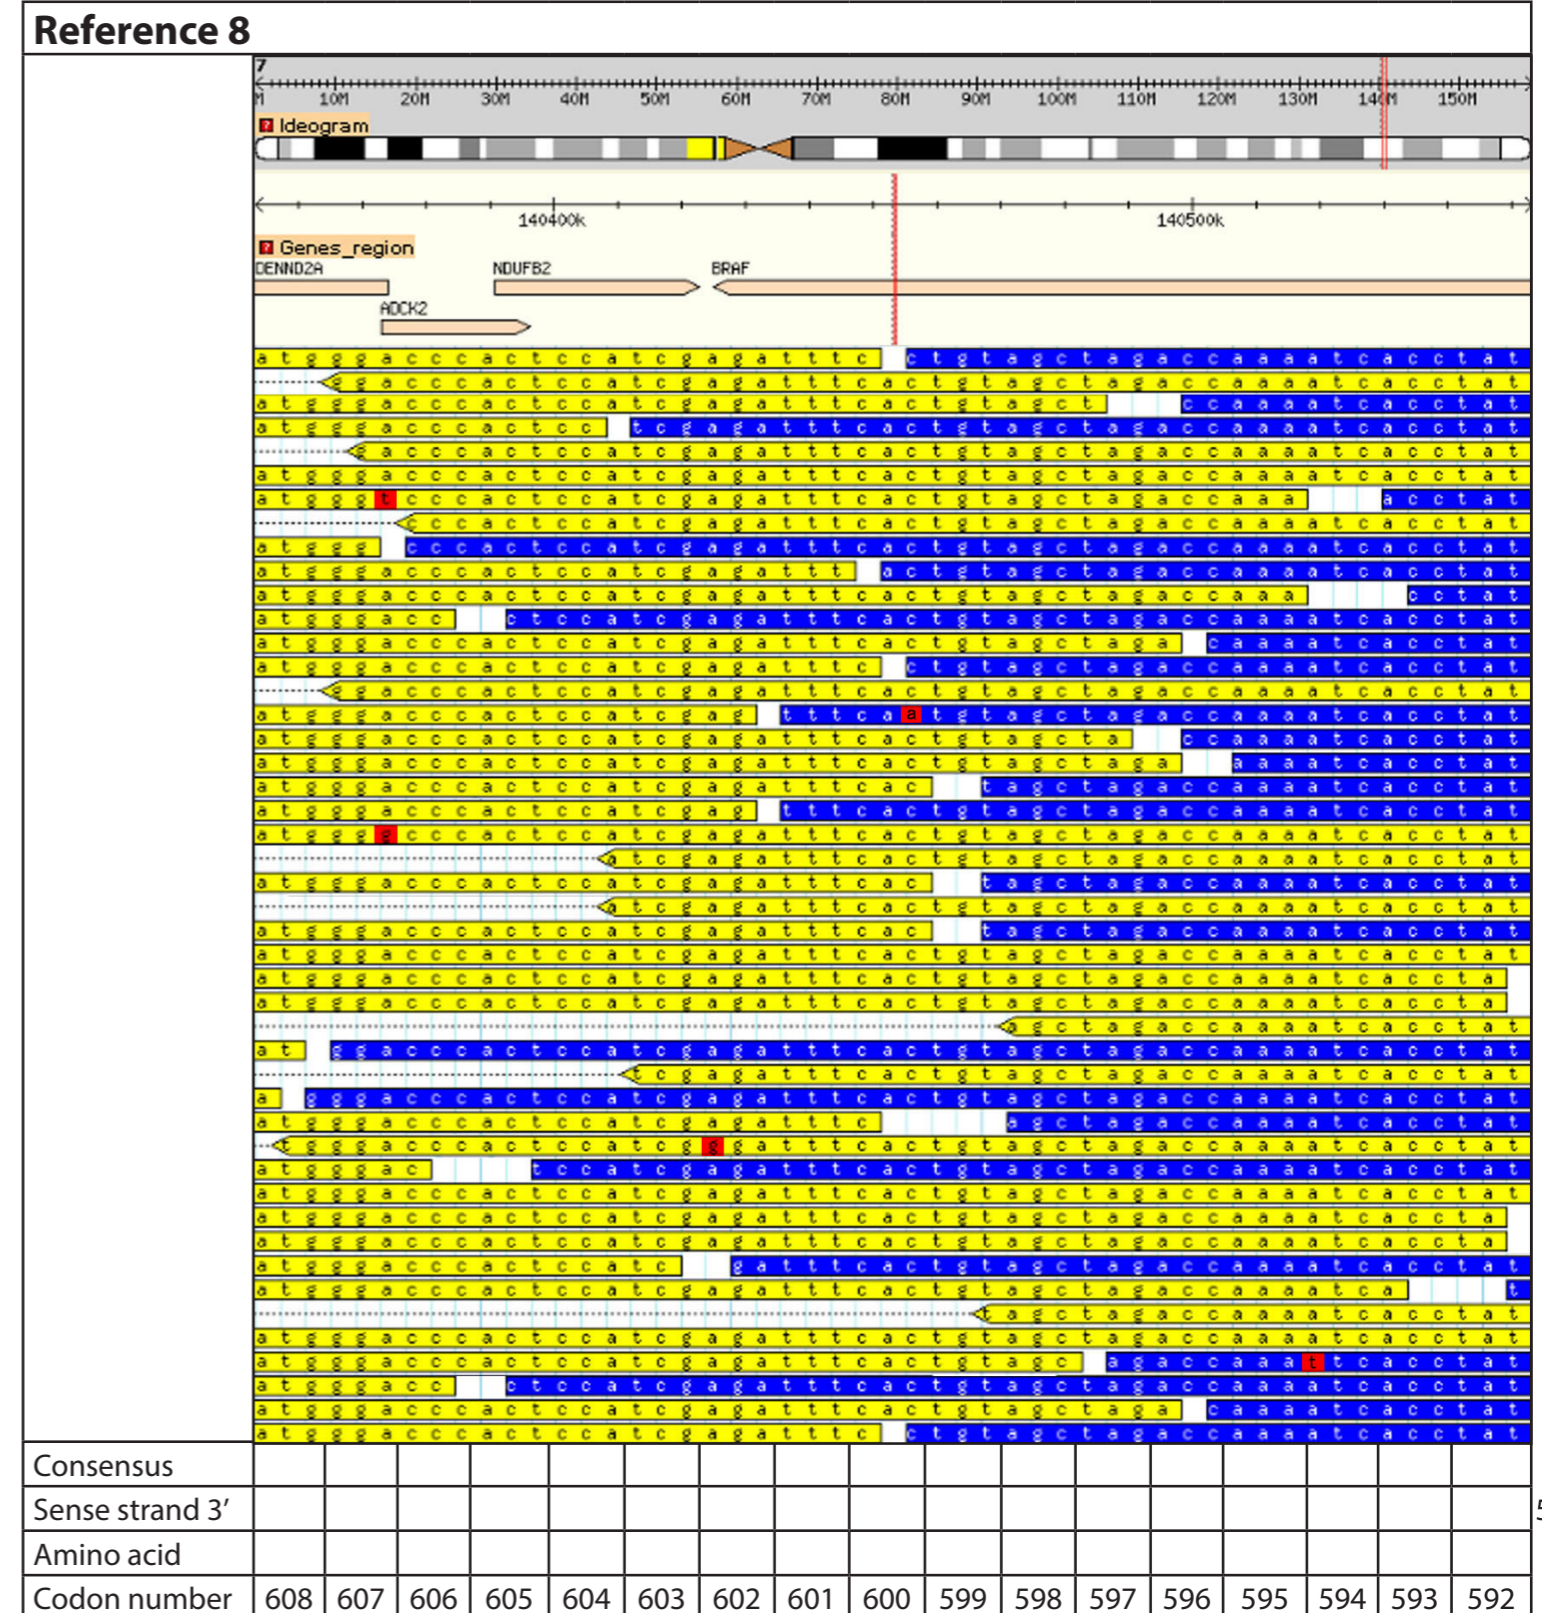 Reference 8
7
M 10M 20M 30M 40M 50M 60M 70M 80M 90M 100M 110M 120M 130M 140M 150M
? Ideogram
140400k 140500k
? Genes_region
DENND2A NDUFB2 BRAF
ADCK2
a t g g g a c c c a c t c c a t c g a g a t t t c c t g t a g c t a g a c c a a a a t c a c c t a t
g g a c c c a c t c c a t c g a g a t t t c a c t g t a g c t a g a c c a a a a t c a c c t a t
a t g g g a c c c a c t c c a t c g a g a t t t c a c t g t a g c t c c a a a a t c a c c t a t
a t g g g a c c c a c t c c t c g a g a t t t c a c t g t a g c t a g a c c a a a a t c a c c t a t
g a c c c a c t c c a t c g a g a t t t c a c t g t a g c t a g a c c a a a a t c a c c t a t
a t g g g a c c c a c t c c a t c g a g a t t t c a c t g t a g c t a g a c c a a a a t c a c c t a t
a t g g g t c c c a c t c c a t c g a g a t t t c a c t g t a g c t a g a c c a a a a c c t a t
c c c a c t c c a t c g a g a t t t c a c t g t a g c t a g a c c a a a a t c a c c t a t
a t g g g c c c a c t c c a t c g a g a t t t c a c t g t a g c t a g a c c a a a a t c a c c t a t
a t g g g a c c c a c t c c a t c g a g a t t t a c t g t a g c t a g a c c a a a a t c a c c t a t
a t g g g a c c c a c t c c a t c g a g a t t t c a c t g t a g c t a g a c c a a a c c t a t
a t g g g a c c c t c c a t c g a g a t t t c a c t g t a g c t a g a c c a a a a t c a c c t a t
a t g g g a c c c a c t c c a t c g a g a t t t c a c t g t a g c t a g a c a a a a t c a c c t a t
a t g g g a c c c a c t c c a t c g a g a t t t c c t g t a g c t a g a c c a a a a t c a c c t a t
g g a c c c a c t c c a t c g a g a t t t c a c t g t a g c t a g a c c a a a a t c a c c t a t
a t g g g a c c c a c t c c a t c g a g t t t c a a t g t a g c t a g a c c a a a a t c a c c t a t
a t g g g a c c c a c t c c a t c g a g a t t t c a c t g t a g c t a c c a a a a t c a c c t a t
a t g g g a c c c a c t c c a t c g a g a t t t c a c t g t a g c t a g a a a a a t c a c c t a t
a t g g g a c c c a c t c c a t c g a g a t t t c a c t a g c t a g a c c a a a a t c a c c t a t
a t g g g a c c c a c t c c a t c g a g t t t c a c t g t a g c t a g a c c a a a a t c a c c t a t
a t g g g g c c c a c t c c a t c g a g a t t t c a c t g t a g c t a g a c c a a a a t c a c c t a t
a t c g a g a t t t c a c t g t a g c t a g a c c a a a a t c a c c t a t
a t g g g a c c c a c t c c a t c g a g a t t t c a c t a g c t a g a c c a a a a t c a c c t a t
a t c g a g a t t t c a c t g t a g c t a g a c c a a a a t c a c c t a t
a t g g g a c c c a c t c c a t c g a g a t t t c a c t a g c t a g a c c a a a a t c a c c t a t
a t g g g a c c c a c t c c a t c g a g a t t t c a c t g t a g c t a g a c c a a a a t c a c c t a t
a t g g g a c c c a c t c c a t c g a g a t t t c a c t g t a g c t a g a c c a a a a t c a c c t a
a t g g g a c c c a c t c c a t c g a g a t t t c a c t g t a g c t a g a c c a a a a t c a c c t a
a g c t a g a c c a a a a t c a c c t a t
a t g g a c c c a c t c c a t c g a g a t t t c a c t g t a g c t a g a c c a a a a t c a c c t a t
t c g a g a t t t c a c t g t a g c t a g a c c a a a a t c a c c t a t
a g g g a c c c a c t c c a t c g a g a t t t c a c t g t a g c t a g a c c a a a a t c a c c t a t
a t g g g a c c c a c t c c a t c g a g a t t t c a g c t a g a c c a a a a t c a c c t a t
g g g a c c c a c t c c a t c g g g a t t t c a c t g t a g c t a g a c c a a a a t c a c c t a t
a t g g g a c t c c a t c g a g a t t t c a c t g t a g c t a g a c c a a a a t c a c c t a t
a t g g g a c c c a c t c c a t c g a g a t t t c a c t g t a g c t a g a c c a a a a t c a c c t a t
a t g g g a c c c a c t c c a t c g a g a t t t c a c t g t a g c t a g a c c a a a a t c a c c t a
a t g g g a c c c a c t c c a t c g a g a t t t c a c t g t a g c t a g a c c a a a a t c a c c t a
a t g g g a c c c a c t c c a t c g a t t t c a c t g t a g c t a g a c c a a a a t c a c c t a t
a t g g g a c c c a c t c c a t c g a g a t t t c a c t g t a g c t a g a c c a a a a t c a t
t a g c t a g a c c a a a a t c a c c t a t
a t g g g a c c c a c t c c a t c g a g a t t t c a c t g t a g c t a g a c c a a a a t c a c c t a t
a t g g g a c c c a c t c c a t c g a g a t t t c a c t g t a g c a g a c c a a a t t c a c c t a t
a t g g g a c c c t c c a t c g a g a t t t c a c t g t a g c t a g a c c a a a a t c a c c t a t
a t g g g a c c c a c t c c a t c g a g a t t t c a c t g t a g c t a g a c a a a a t c a c c t a t
a t g g g a c c c a c t c c a t c g a g a t t t c c t g t a g c t a g a c c a a a a t c a c c t a t
Consensus
Sense strand 3′
Amino acid
Codon number 608 607 606 605 604 603 602 601 600 599 598 597 596 595 594 593 592